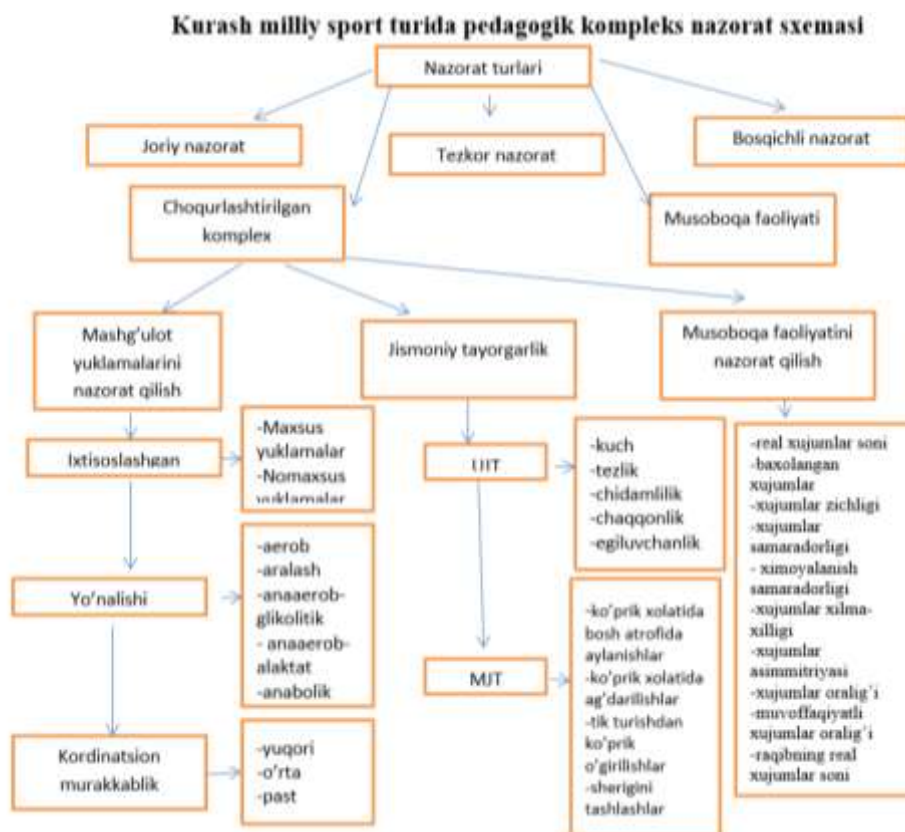 Kurash milliy sport turida pedagogik kompleks nazorat sxemasi
Nazorat turlari
Joriy nazorat
Tezkor nazorat
Bosqichli nazorat
Choqurlashtirilgan
komplex
Musoboqa faoliyati
Mashg'ulot
yuklamalarini
nazorat qilish
Jismoniy tayorgarlik
Musoboqa faoliyatini
nazorat qilish
Ixtisoslashgan
-Maxsus
yuklamalar
-Nomaxsus
yuklamalar
-kuch
-tezlik
-chidamlilik
-chaqqonlik
-egiluvchanlik
-real xujumlar soni
-baxolangan
xujumlar
-xujumlar zichligi
-xujumlar
samaradorligi
- ximoyalanish
samaradorligi
-xujumlar xilma-
xilligi
-xujumlar
asimmitriyasi
-xujumlar oralig'i
-muvoffaqiyatli
xujumlar oralig'i
-raqibning real
xujumlar soni
Yo'nalishi
-aerob
-aralash
-anaaerob-
glikolitik
- anaaerob-
alaktat
-anabolik
MJT
-ko'prik xolatida
bosh atrofida
aylanishlar
-ko'prik xolatida
ag'darilishlar
-tik turishdan
ko'prik
o'girilishlar
-sherigini
tashlashlar
Kordinatsion
murakkablik
-yuqori
-o'rta
-past